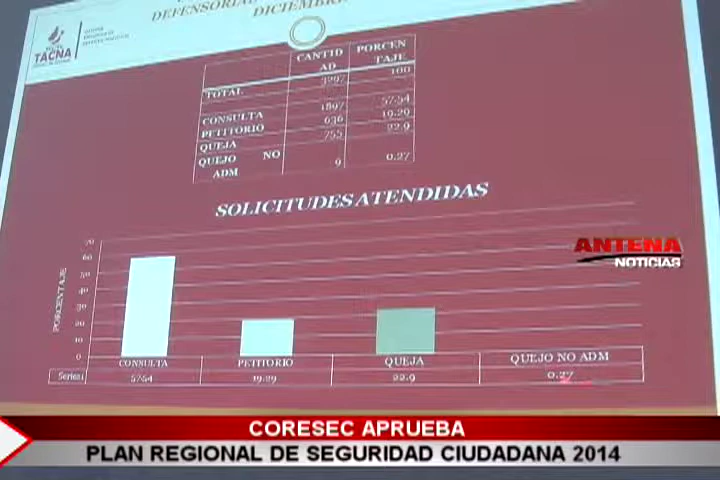 DEFENSORIAL
DICIEMBRE
TACNA
CANTID
AD
PORCEN
TAJE
TOTAL 3297 100
CONSULTA 1897 57.54
PETITORIO 636 19.29
QUEJA 755 22.9
QUEJO NO
ADM 9 0.27
SOLICITUDES ATENDIDAS
PORCENTAJE
70
60
50
40
30
20
10
0
CONSULTA PETITORIO QUEJA QUEJO NO ADM
Series1 57.54 19.29 22.9 0.27
ANTENA
NOTICIAS
CORESEC APRUEBA
PLAN REGIONAL DE SEGURIDAD CIUDADANA 2014